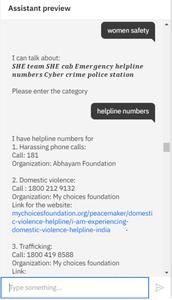 Assistant preview
women safety
I can talk about:
SHE team SHE cab Emergency helpline
numbers Cyber crime police station
Please enter the category
helpline numbers
I have helpline numbers for
1. Harassing phone calls:
Call: 181
Organization: Abhayam Foundation
2. Domestic violence:
Call : 1800 212 9132
Organization: My choices foundation
Link for the website:
mychoicesfoundation.org/peacemaker/domesti
c-violence-helpline/i-am-experiencing-
domestic-violence-helpline-india
3. Trafficking:
Call: 1800 419 8588
Organization: My choices foundation
Link:
Type something...